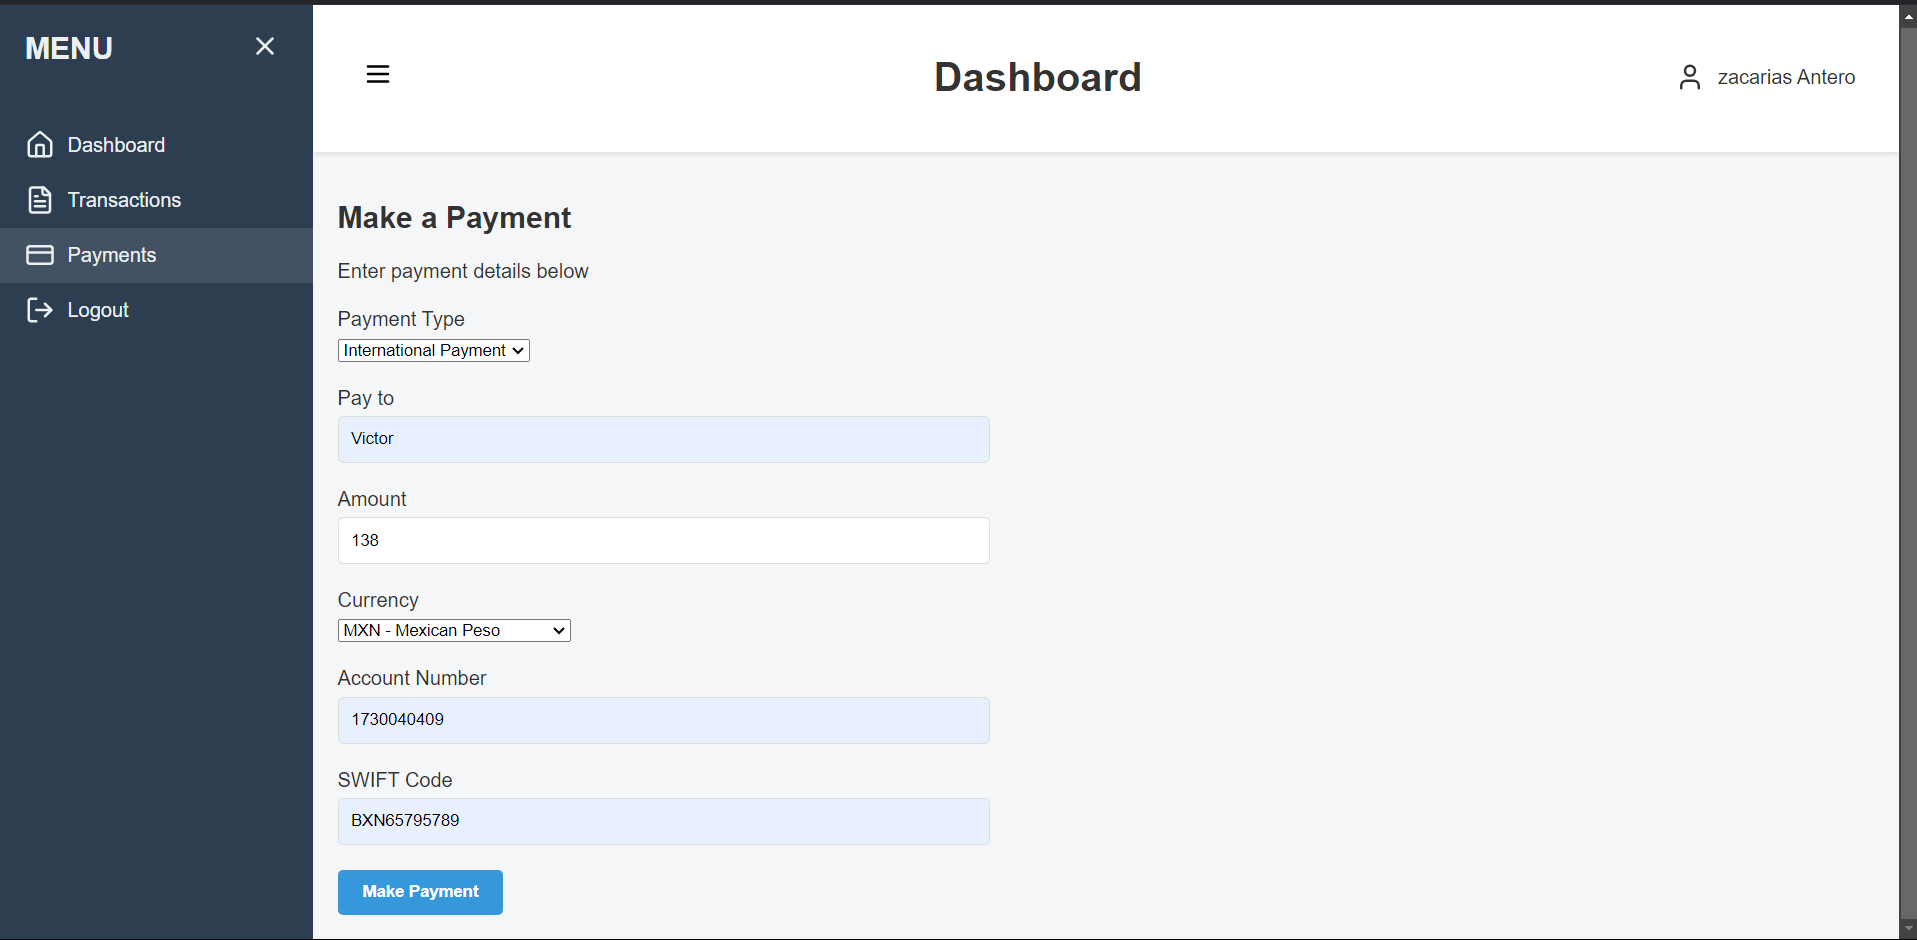 MENU
Dashboard
Transactions
Payments
Logout
Dashboard
zacarias Antero
Make a Payment
Enter payment details below
Payment Type
International Payment
Pay to
Victor
Amount
138
Currency
MXN - Mexican Peso
Account Number
1730040409
SWIFT Code
BXN65795789
Make Payment